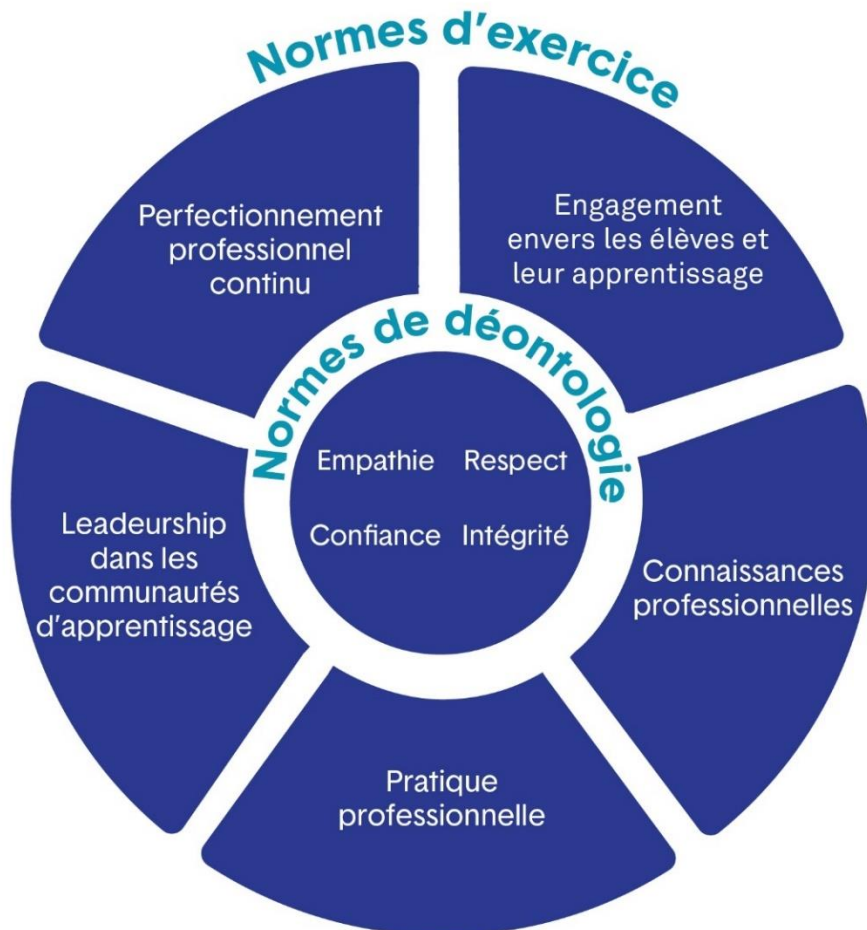 Normes d'exercice
Perfectionnement
professionnel
continu
Engagement
envers les élèves et
leur apprentissage
Normes de déontologie
Empathie Respect
Confiance Intégrité
Leadeurship
dans les
communautés
d'apprentissage
Connaissances
professionnelles
Pratique
professionnelle